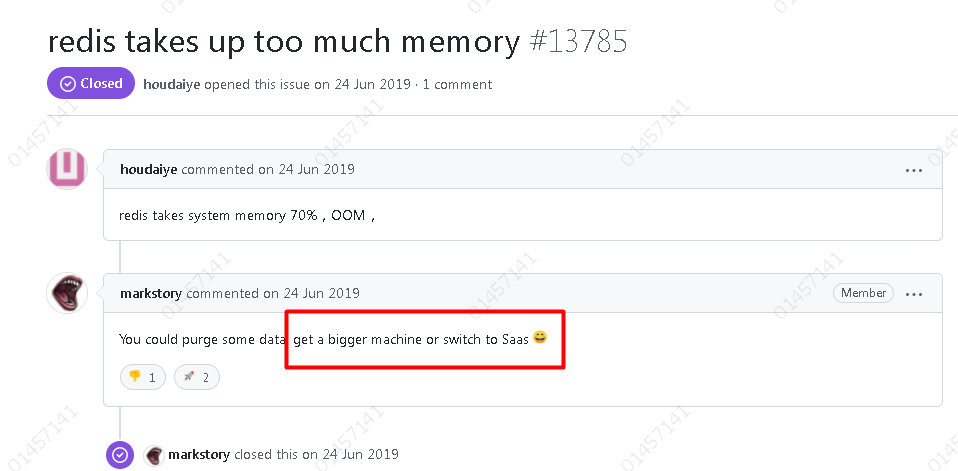 redis takes up too much memory #13785
Closed houdaiye opened this issue on 24 Jun 2019 · 1 comment
houdaiye commented on 24 Jun 2019
redis takes system memory 70%，OOM，
markstory commented on 24 Jun 2019 Member
You could purge some data get a bigger machine or switch to Saas 😄
👎 1 🚀 2
markstory closed this on 24 Jun 2019
01457141
01457141
01457141
01457141
01457141
01457141
01457141
01457141
01457141
01457141